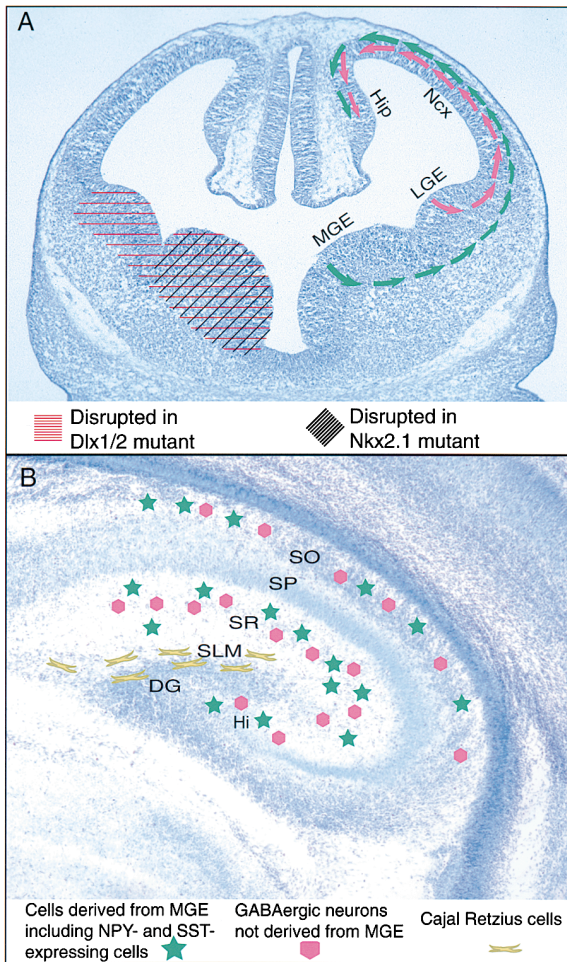 A
Hip
Ncx
LGE
MGE
Disrupted in
Dlx1/2 mutant
Disrupted in
Nkx2.1 mutant
B
SO
SP
SR
SLM
DG
Hi
Cells derived from MGE
including NPY- and SST-
expressing cells
GABAergic neurons
not derived from MGE
Cajal Retzius cells